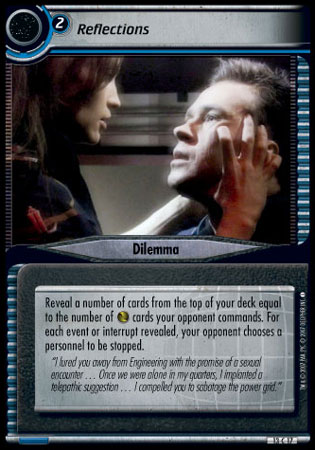 2 Reflections
Dilemma
Reveal a number of cards from the top of your deck equal
to the number of cards your opponent commands. For
each event or interrupt revealed, your opponent chooses a
personnel to be stopped.
“I lured you away from Engineering with the promise of a sexual
encounter . . . Once we were alone in my quarters, I implanted a
telepathic suggestion . . . I compelled you to sabotage the power grid.”
15 C 17